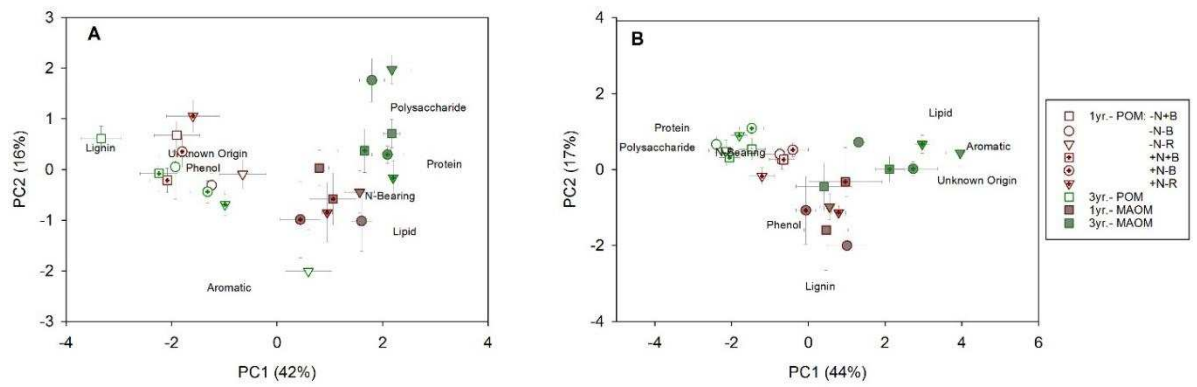 A
3
2
1
0
-1
-2
-3
PC2 (16%)
-4
-2
0
2
4
PC1 (42%)
Polysaccharide
Lignin
Unknown Origin
Phenol
Protein
N-Bearing
Lipid
Aromatic
B
4
2
0
-2
-4
PC2 (17%)
-4
-2
0
2
4
6
PC1 (44%)
Lipid
Protein
Aromatic
Polysaccharide
N-Bearing
Unknown Origin
Phenol
Lignin
1yr.- POM: -N+B
-N-B
-N-R
+N+B
+N-B
+N-R
3yr.- POM
1yr.- MAOM
3yr.- MAOM